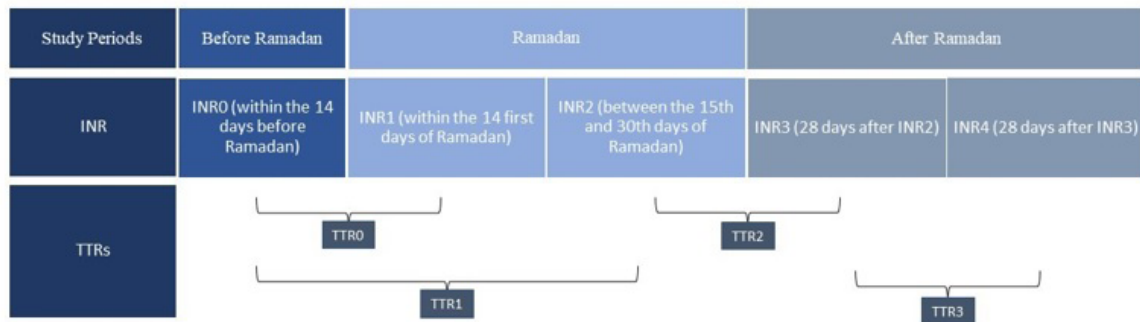 Study Periods
Before Ramadan
Ramadan
After Ramadan
INR
INR0 (within the 14
days before
Ramadan)
INR1 (within the 14 first
days of Ramadan)
INR2 (between the 15th
and 30th days of
Ramadan)
INR3 (28 days after INR2)
INR4 (28 days after INR3)
TTRs
TTR0
TTR2
TTR1
TTR3